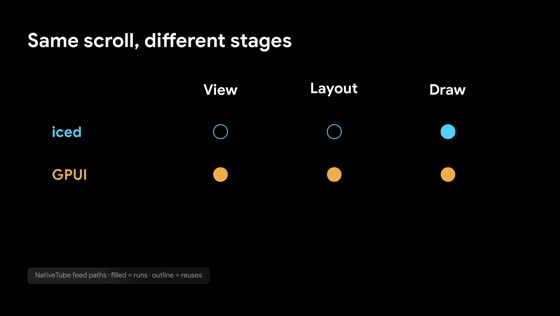 Same scroll, different stages
View Layout Draw
iced
GPUI
NativeTube feed paths · filled = runs · outline = reuses